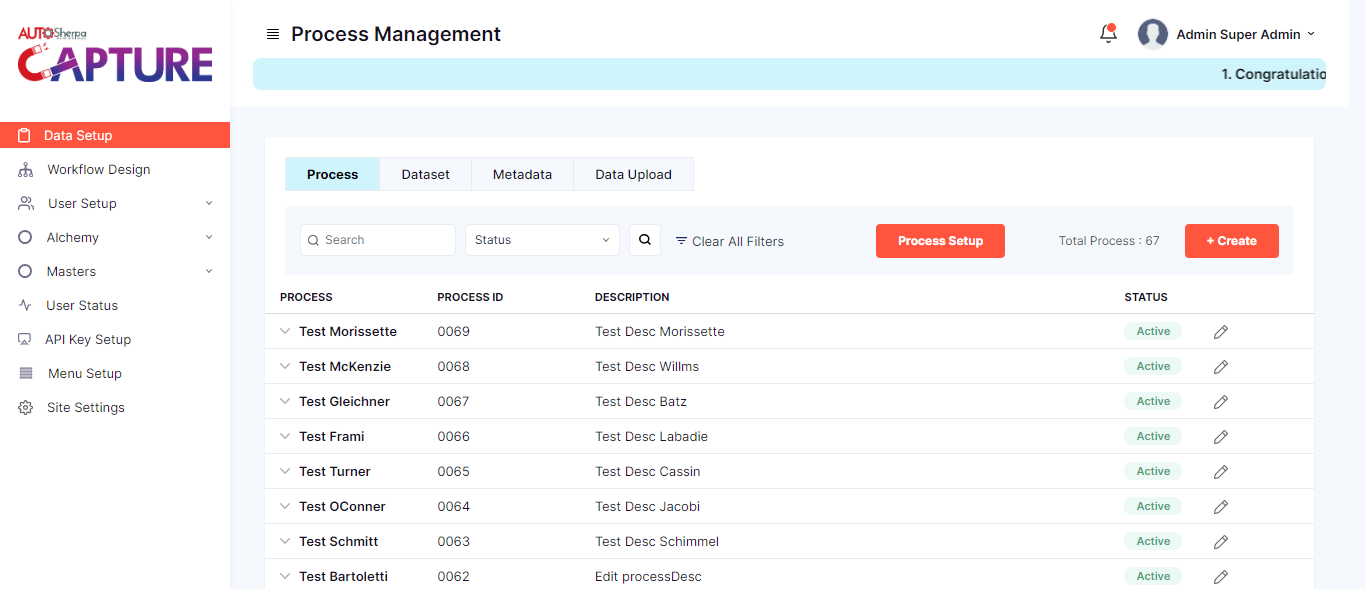 AUTOSherpa
CAPTURE
Process Management
Admin Super Admin
1. Congratulatio
Data Setup
Workflow Design
User Setup
Alchemy
Masters
User Status
API Key Setup
Menu Setup
Site Settings
Process Dataset Metadata Data Upload
Search Status Clear All Filters Process Setup Total Process : 67 + Create
PROCESS PROCESS ID DESCRIPTION STATUS
Test Morissette 0069 Test Desc Morissette Active
Test McKenzie 0068 Test Desc Willms Active
Test Gleichner 0067 Test Desc Batz Active
Test Frami 0066 Test Desc Labadie Active
Test Turner 0065 Test Desc Cassin Active
Test OConner 0064 Test Desc Jacobi Active
Test Schmitt 0063 Test Desc Schimmel Active
Test Bartoletti 0062 Edit processDesc Active